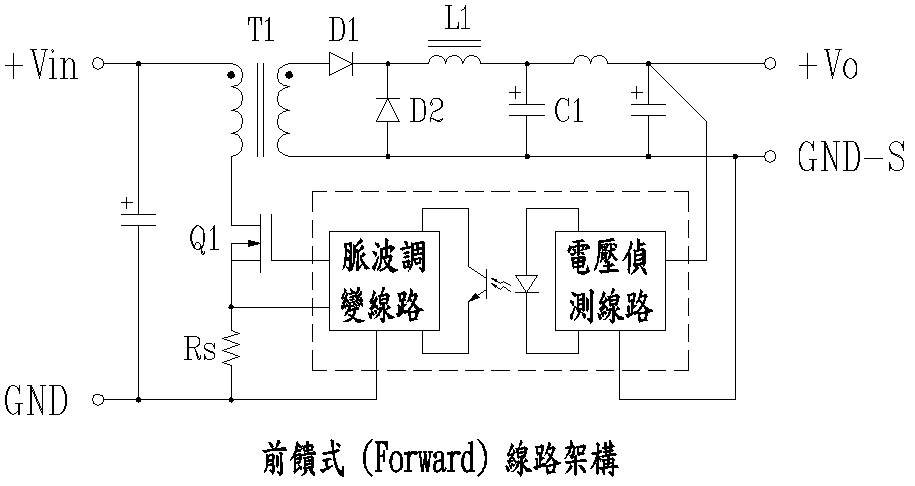 T1
D1
L1
+Vin
+Vo
D2
C1
GND-S
+
+
+
Q1
脈波調
變線路
電壓偵
測線路
Rs
GND
前饋式 (Forward) 線路架構